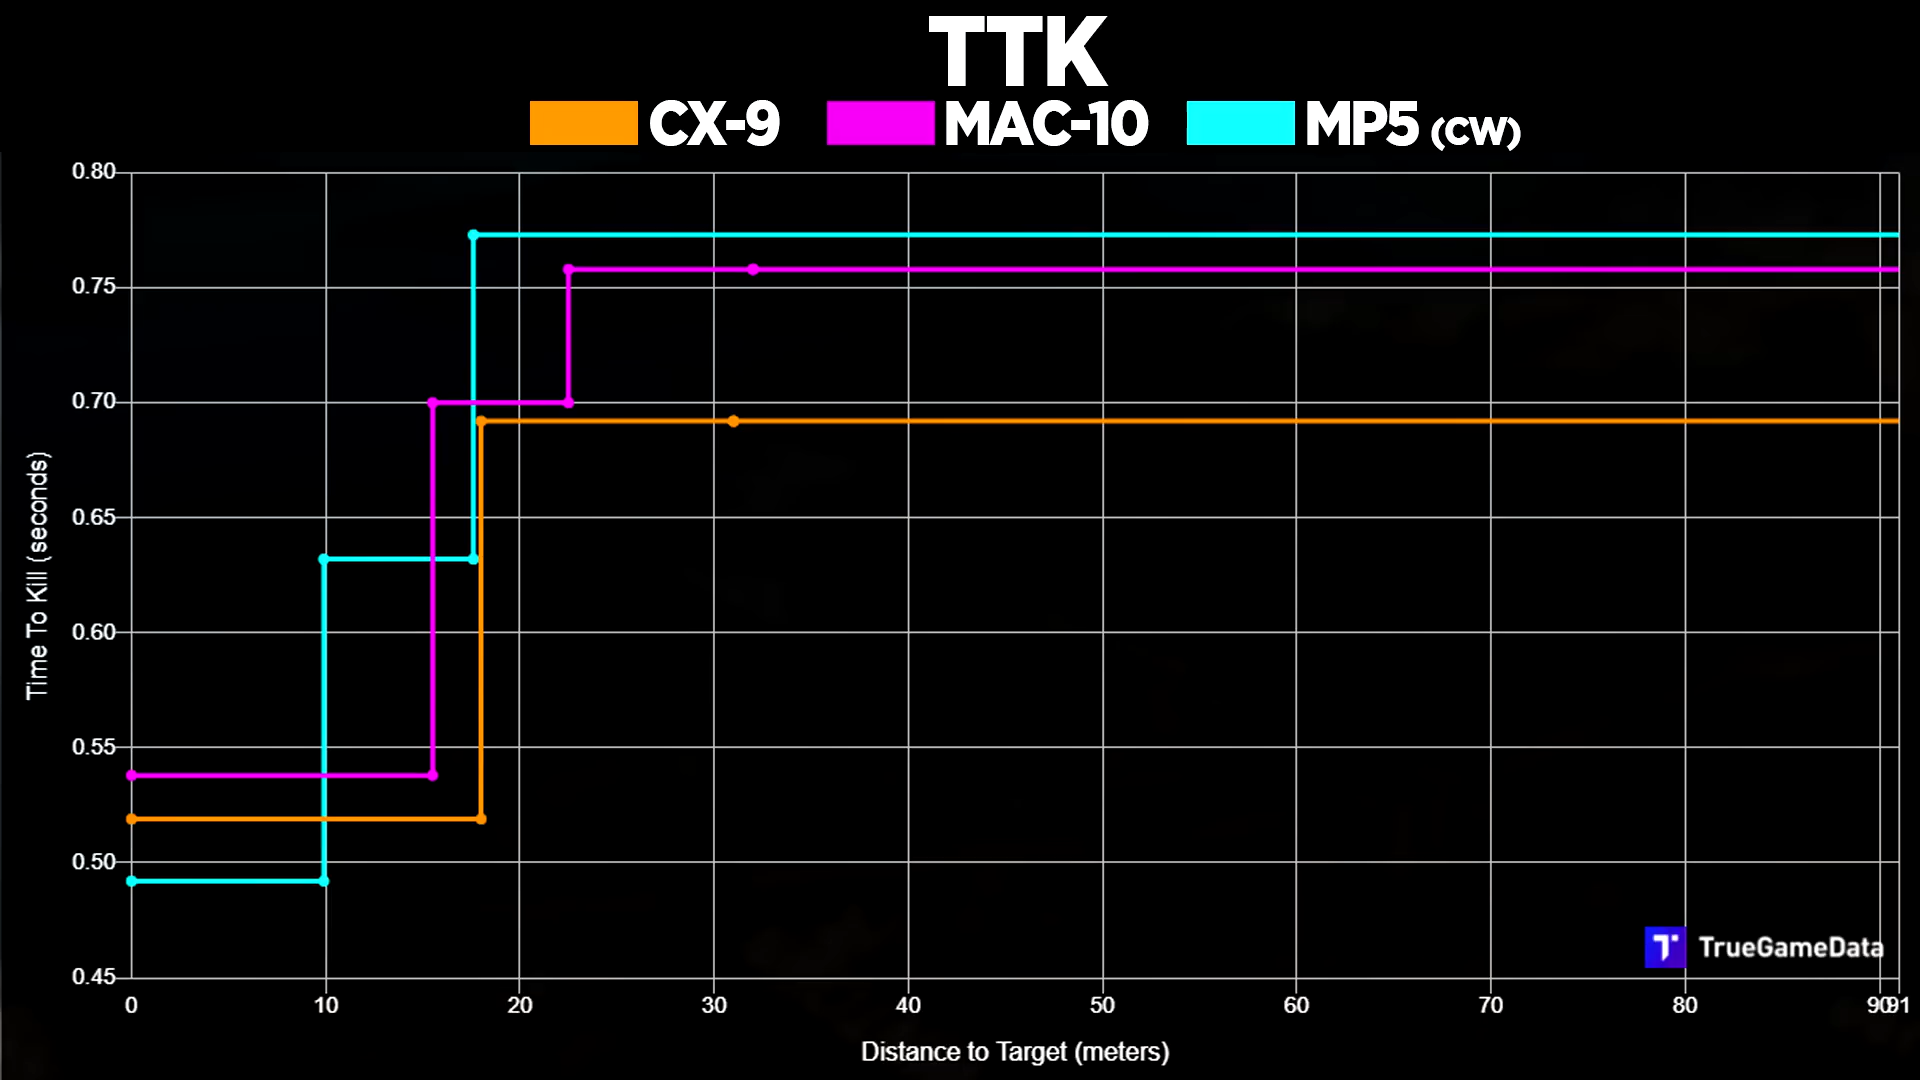 TTK
CX-9 MAC-10 MP5 (CW)
0.80
0.75
0.70
0.65
0.60
0.55
0.50
0.45
Time To Kill (seconds)
0 10 20 30 40 50 60 70 80 90 91
Distance to Target (meters)
TrueGameData